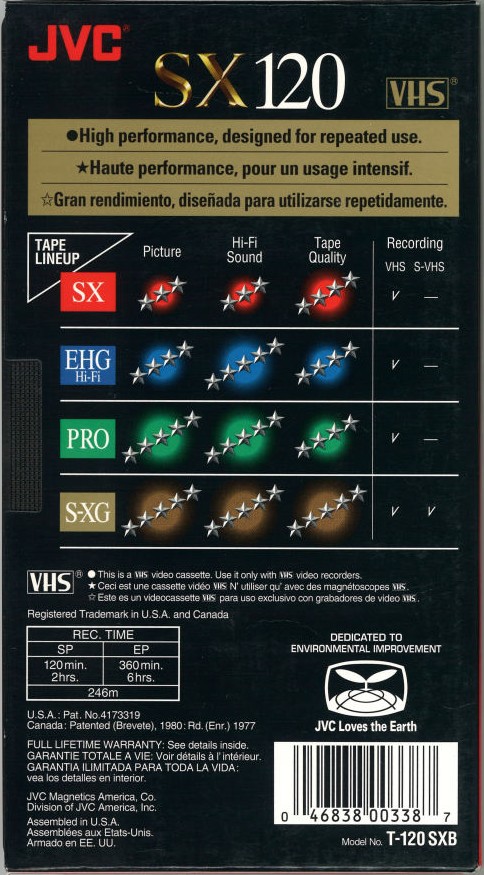 JVC®
SX 120
VHS®
●High performance, designed for repeated use.
★Haute performance, pour un usage intensif.
☆Gran rendimiento, diseñada para utilizarse repetidamente.
TAPE
LINEUP
Picture
Hi-Fi
Sound
Tape
Quality
Recording
VHS S-VHS
SX
EHG
Hi-Fi
PRO
S-XG
VHS® ● This is a VHS video cassette. Use it only with VHS video recorders.
★ Ceci est une cassette vidéo VHS N' utiliser qu' avec des magnétoscopes VHS.
☆ Este es un videocassette VHS para uso exclusivo con grabadores de video VHS.
Registered Trademark in U.S.A. and Canada
REC. TIME
SP EP
120min. 360min.
2hrs. 6hrs.
246m
DEDICATED TO
ENVIRONMENTAL IMPROVEMENT
JVC Loves the Earth
U.S.A.: Pat. No.4173319
Canada: Patented (Brevete), 1980: Rd. (Enr.) 1977
FULL LIFETIME WARRANTY: See details inside.
GARANTIE TOTALE A VIE: Voir détails à l' intérieur.
GARANTIA ILIMITADA PARA TODA LA VIDA:
vea los detalles en interior.
JVC Magnetics America, Co.
Division of JVC America, Inc.
Assembled in U.S.A.
Assemblées aux Etats-Unis.
Armado en EE. UU.
0 46838 00338 7
Model No. T-120 SXB